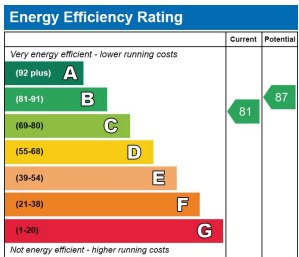 Energy Efficiency Rating
Current Potential
Very energy efficient - lower running costs
(92 plus) A
(81-91) B
87
81
(69-80) C
(55-68) D
(39-54) E
(21-38) F
(1-20) G
Not energy efficient - higher running costs